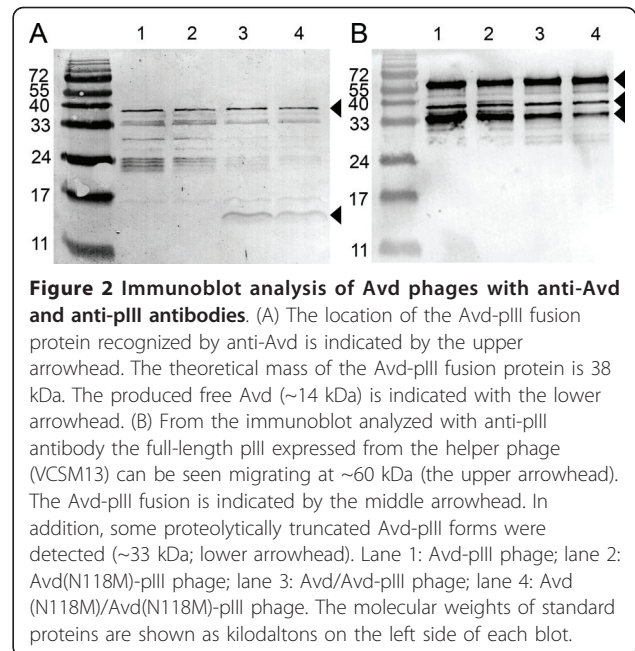 A 1 2 3 4 B 1 2 3 4
72 72
55 55
40 40
33 33
24 24
17 17
11 11
Figure 2 Immunoblot analysis of Avd phages with anti-Avd
and anti-pIII antibodies. (A) The location of the Avd-pIII fusion
protein recognized by anti-Avd is indicated by the upper
arrowhead. The theoretical mass of the Avd-pIII fusion protein is 38
kDa. The produced free Avd (~14 kDa) is indicated with the lower
arrowhead. (B) From the immunoblot analyzed with anti-pIII
antibody the full-length pIII expressed from the helper phage
(VCSM13) can be seen migrating at ~60 kDa (the upper arrowhead).
The Avd-pIII fusion is indicated by the middle arrowhead. In
addition, some proteolytically truncated Avd-pIII forms were
detected (~33 kDa; lower arrowhead). Lane 1: Avd-pIII phage; lane 2:
Avd(N118M)-pIII phage; lane 3: Avd/Avd-pIII phage; lane 4: Avd
(N118M)/Avd(N118M)-pIII phage. The molecular weights of standard
proteins are shown as kilodaltons on the left side of each blot.